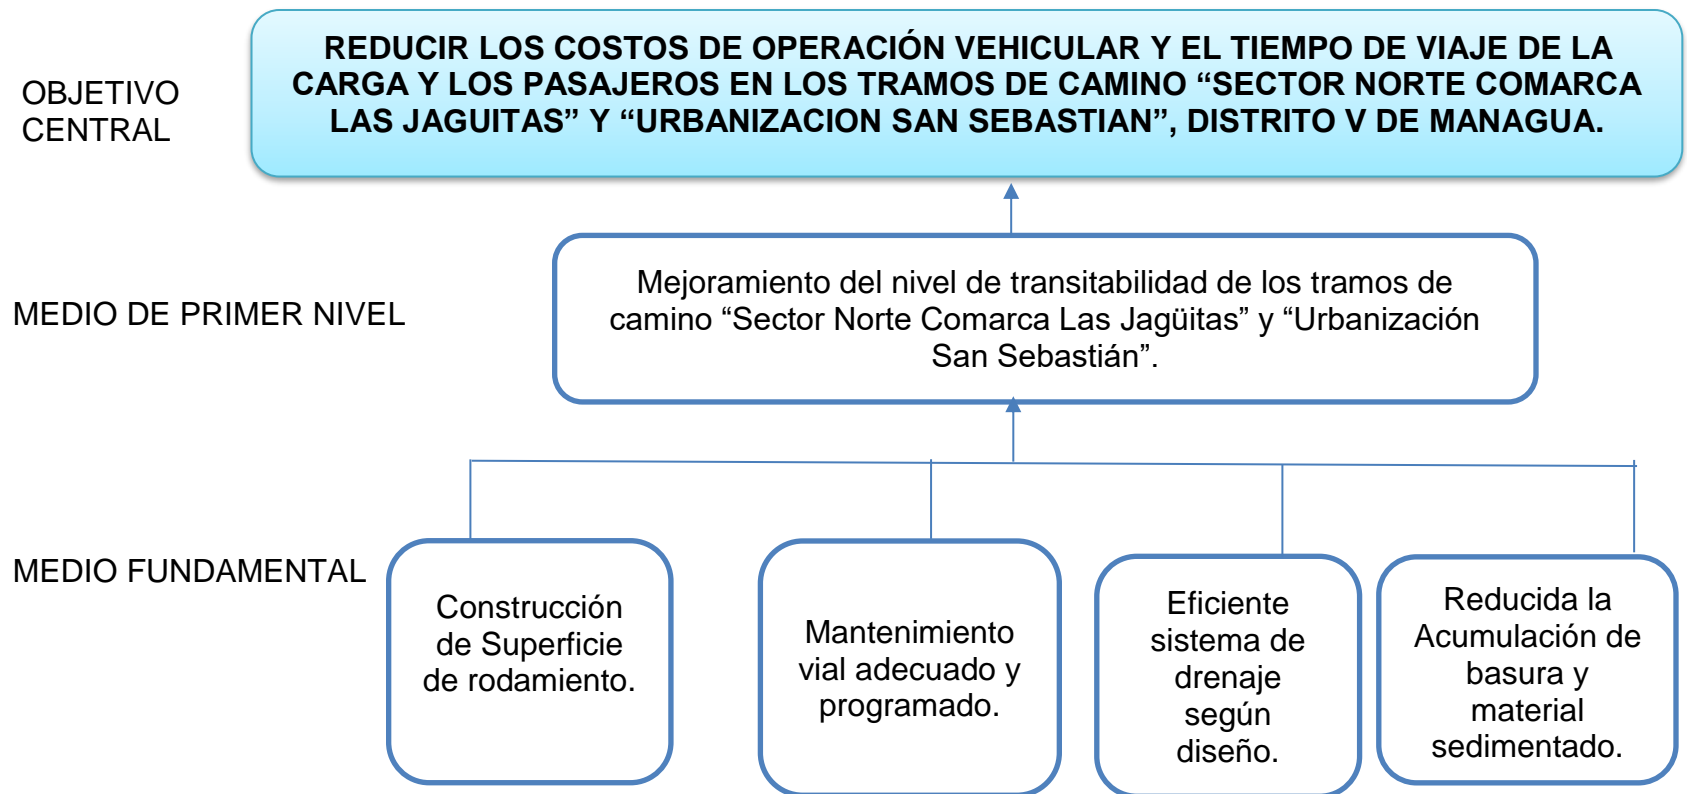 REDUCIR LOS COSTOS DE OPERACIÓN VEHICULAR Y EL TIEMPO DE VIAJE DE LA
CARGA Y LOS PASAJEROS EN LOS TRAMOS DE CAMINO “SECTOR NORTE COMARCA
LAS JAGUITAS” Y “URBANIZACION SAN SEBASTIAN”, DISTRITO V DE MANAGUA.
OBJETIVO
CENTRAL
MEDIO DE PRIMER NIVEL
Mejoramiento del nivel de transitabilidad de los tramos de
camino “Sector Norte Comarca Las Jagüitas” y “Urbanización
San Sebastián”.
MEDIO FUNDAMENTAL
Construcción
de Superficie
de rodamiento.
Mantenimiento
vial adecuado y
programado.
Eficiente
sistema de
drenaje
según
diseño.
Reducida la
Acumulación de
basura y
material
sedimentado.